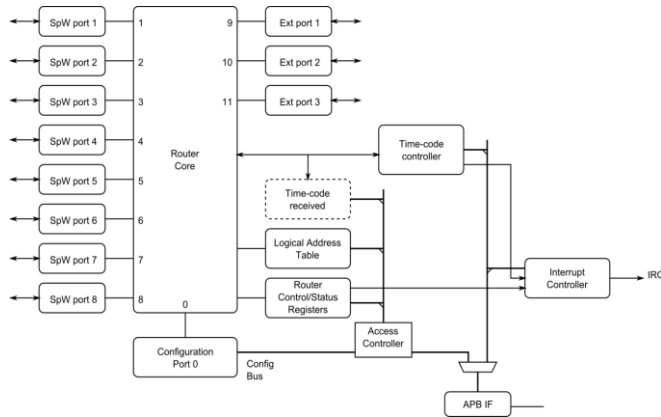 SpW port 1
1
9
Ext port 1
SpW port 2
2
10
Ext port 2
SpW port 3
3
11
Ext port 3
SpW port 4
4
Router
Core
Time-code
controller
SpW port 5
5
Time-code
received
SpW port 6
6
Logical Address
Table
SpW port 7
7
Interrupt
Controller
IRQ
SpW port 8
8
0
Router
Control/Status
Registers
Access
Controller
Configuration
Port 0
Config
Bus
APB IF